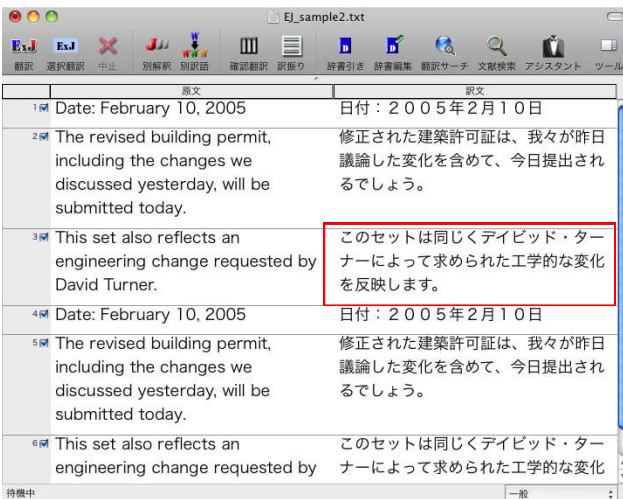 EJ_sample2.txt
ExJ ExJ JJJ W W W W D D
翻訳 選択翻訳 中止 別解釈 別訳語 確認翻訳 訳振り 辞書引き 辞書編集 翻訳サーチ 文献検索 アシスタント ツール
原文 訳文
1 Date: February 10, 2005 日付：２００５年２月１０日
2 The revised building permit, 修正された建築許可証は、我々が昨日
including the changes we 議論した変化を含めて、今日提出され
discussed yesterday, will be るでしょう。
submitted today.
3 This set also reflects an このセットは同じくデイビッド・ター
engineering change requested by ナーによって求められた工学的な変化
David Turner. を反映します。
4 Date: February 10, 2005 日付：２００５年２月１０日
5 The revised building permit, 修正された建築許可証は、我々が昨日
including the changes we 議論した変化を含めて、今日提出され
discussed yesterday, will be るでしょう。
submitted today.
6 This set also reflects an このセットは同じくデイビッド・ター
engineering change requested by ナーによって求められた工学的な変化
待機中 一般